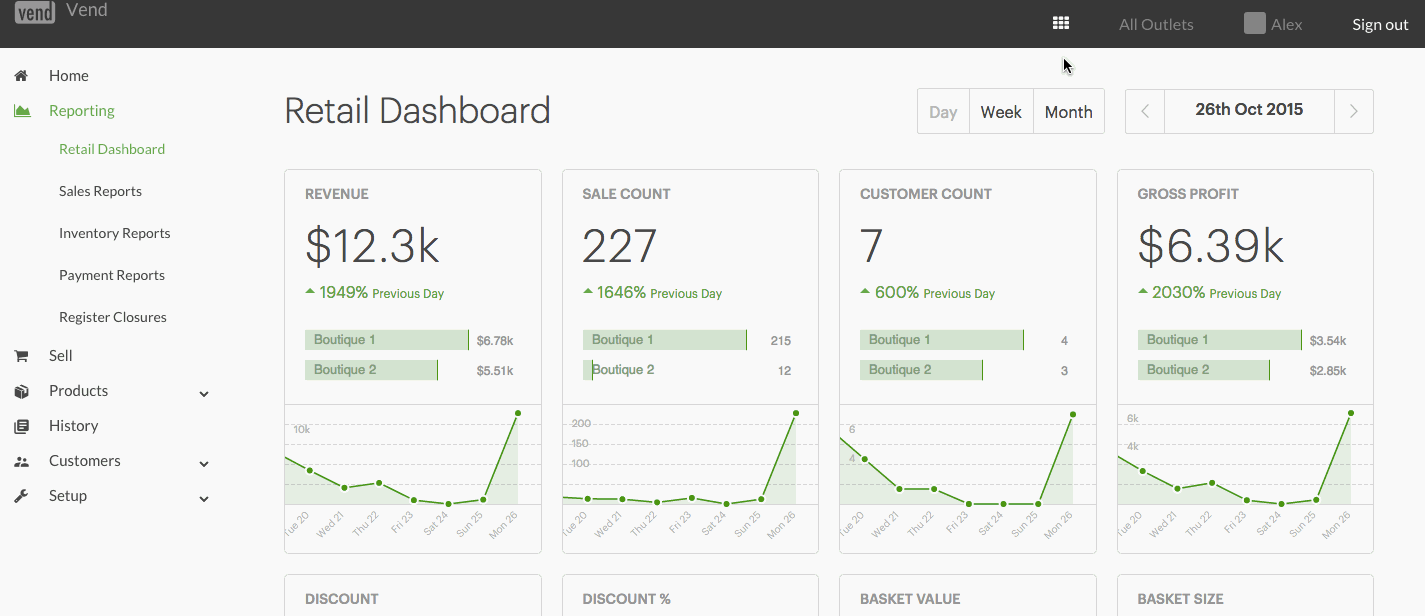 vend Vend
All Outlets Alex Sign out
Home
Reporting
Retail Dashboard
Sales Reports
Inventory Reports
Payment Reports
Register Closures
Sell
Products
History
Customers
Setup
Retail Dashboard
Day Week Month
26th Oct 2015
REVENUE
$12.3k
1949% Previous Day
Boutique 1 $6.78k
Boutique 2 $5.51k
10k
Tue 20 Wed 21 Thu 22 Fri 23 Sat 24 Sun 25 Mon 26
SALE COUNT
227
1646% Previous Day
Boutique 1 215
Boutique 2 12
200
150
100
Tue 20 Wed 21 Thu 22 Fri 23 Sat 24 Sun 25 Mon 26
CUSTOMER COUNT
7
600% Previous Day
Boutique 1 4
Boutique 2 3
6
4
Tue 20 Wed 21 Thu 22 Fri 23 Sat 24 Sun 25 Mon 26
GROSS PROFIT
$6.39k
2030% Previous Day
Boutique 1 $3.54k
Boutique 2 $2.85k
6k
4k
Tue 20 Wed 21 Thu 22 Fri 23 Sat 24 Sun 25 Mon 26
DISCOUNT
DISCOUNT %
BASKET VALUE
BASKET SIZE